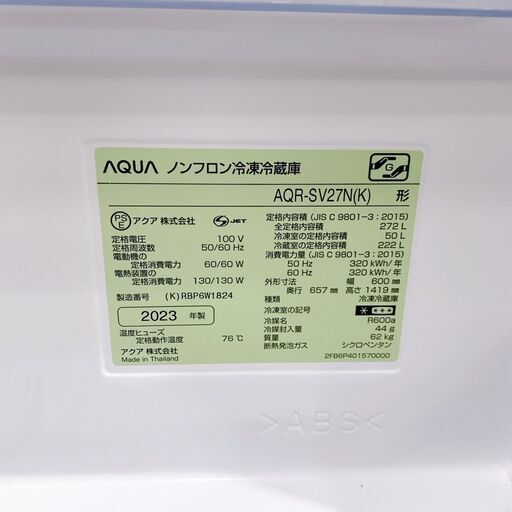 AQUA ノンフロン冷凍冷蔵庫
G
AQR-SV27N(K) 形
PS E アクア 株式会社 S JET
定格電圧 100 V
定格周波数 50/60 Hz
電動機の
定格消費電力 60/60 W
電熱装置の
定格消費電力 130/130 W
製造番号 (K)RBP6W1824
2023 年製
温度ヒューズ
定格動作温度 76℃
アクア 株式会社
Made in Thailand
定格内容積 (JIS C 9801-3:2015)
全定格内容積 272 L
冷凍室の定格内容積 50 L
冷蔵室の定格内容積 222 L
消費電力量 (JIS C 9801-3:2015)
50 Hz 320 kWh/年
60 Hz 320 kWh/年
外形寸法 幅 600 mm
奥行 657 mm 高さ 1419 mm
種類 冷凍冷蔵庫
冷凍室の記号 ＊＊＊＊
冷媒名 R600a
冷媒封入量 44 g
質量 62 kg
断熱発泡ガス シクロペンタン
2FB6P401570000
>ABS<